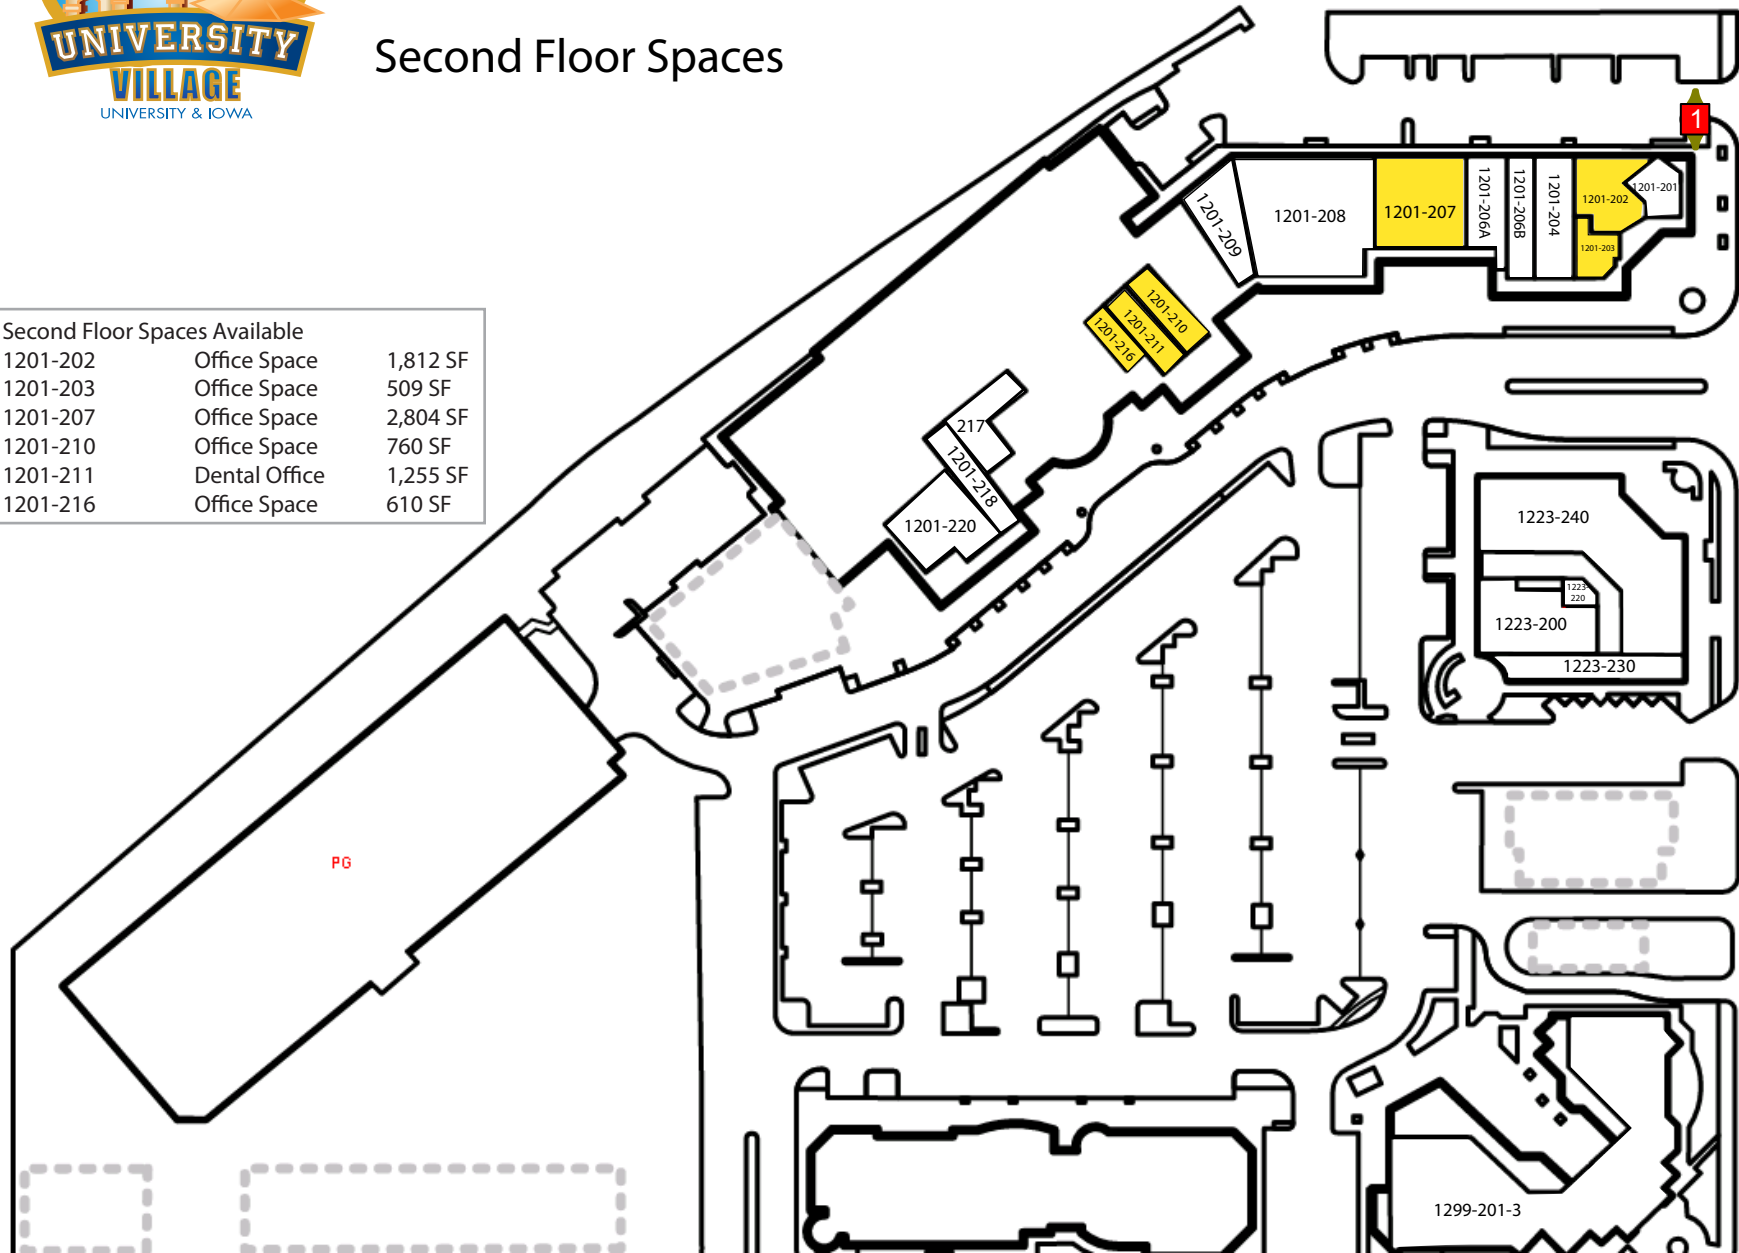 UNIVERSITY
VILLAGE
UNIVERSITY & IOWA
Second Floor Spaces
1
1201-209
1201-208
1201-207
1201-206A
1201-206B
1201-204
1201-202
1201-201
1201-203
1201-210
1201-211
1201-216
Second Floor Spaces Available
1201-202 Office Space 1,812 SF
1201-203 Office Space 509 SF
1201-207 Office Space 2,804 SF
1201-210 Office Space 760 SF
1201-211 Dental Office 1,255 SF
1201-216 Office Space 610 SF
217
1201-218
1201-220
1223-240
1223-
220
1223-200
1223-230
PG
1299-201-3